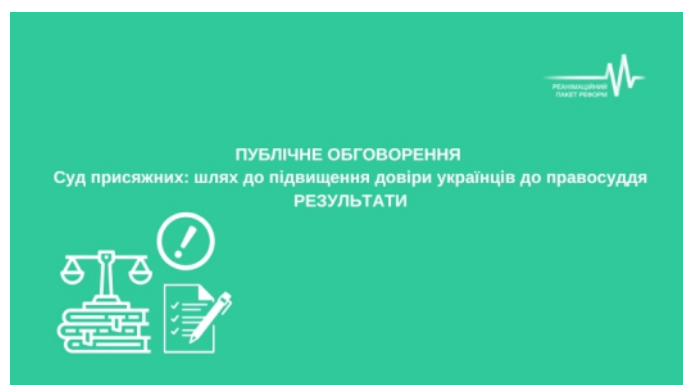 РЕАНІМАЦІЙНИЙ
ПАКЕТ РЕФОРМ
ПУБЛІЧНЕ ОБГОВОРЕННЯ
Суд присяжних: шлях до підвищення довіри українців до правосуддя
РЕЗУЛЬТАТИ